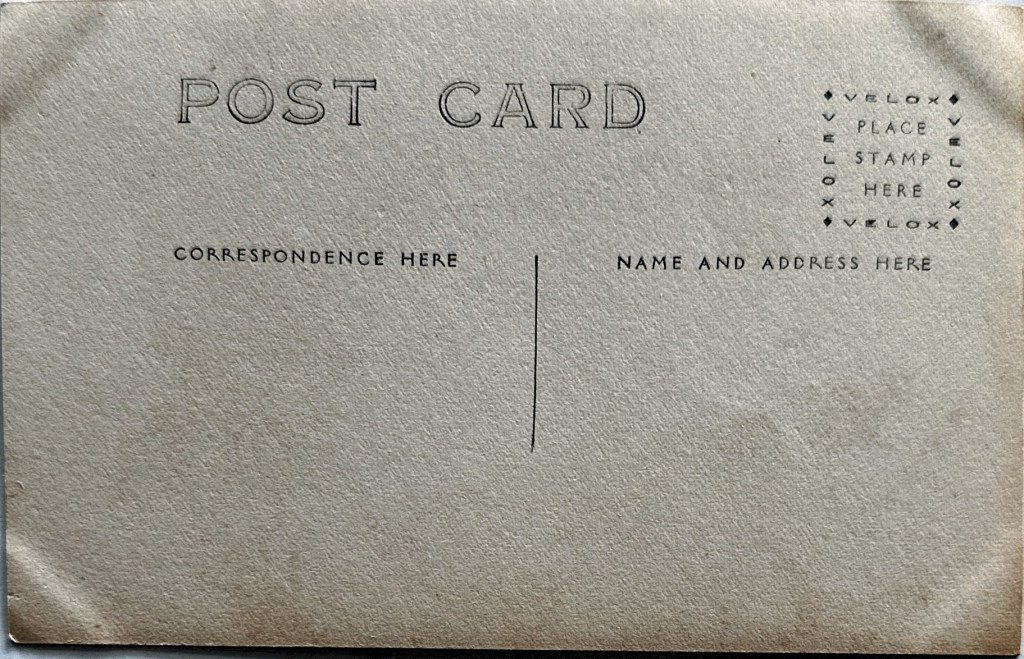 POST CARD
VELOX
VELOX
PLACE
STAMP
HERE
VELOX
VELOX
CORRESPONDENCE HERE
NAME AND ADDRESS HERE